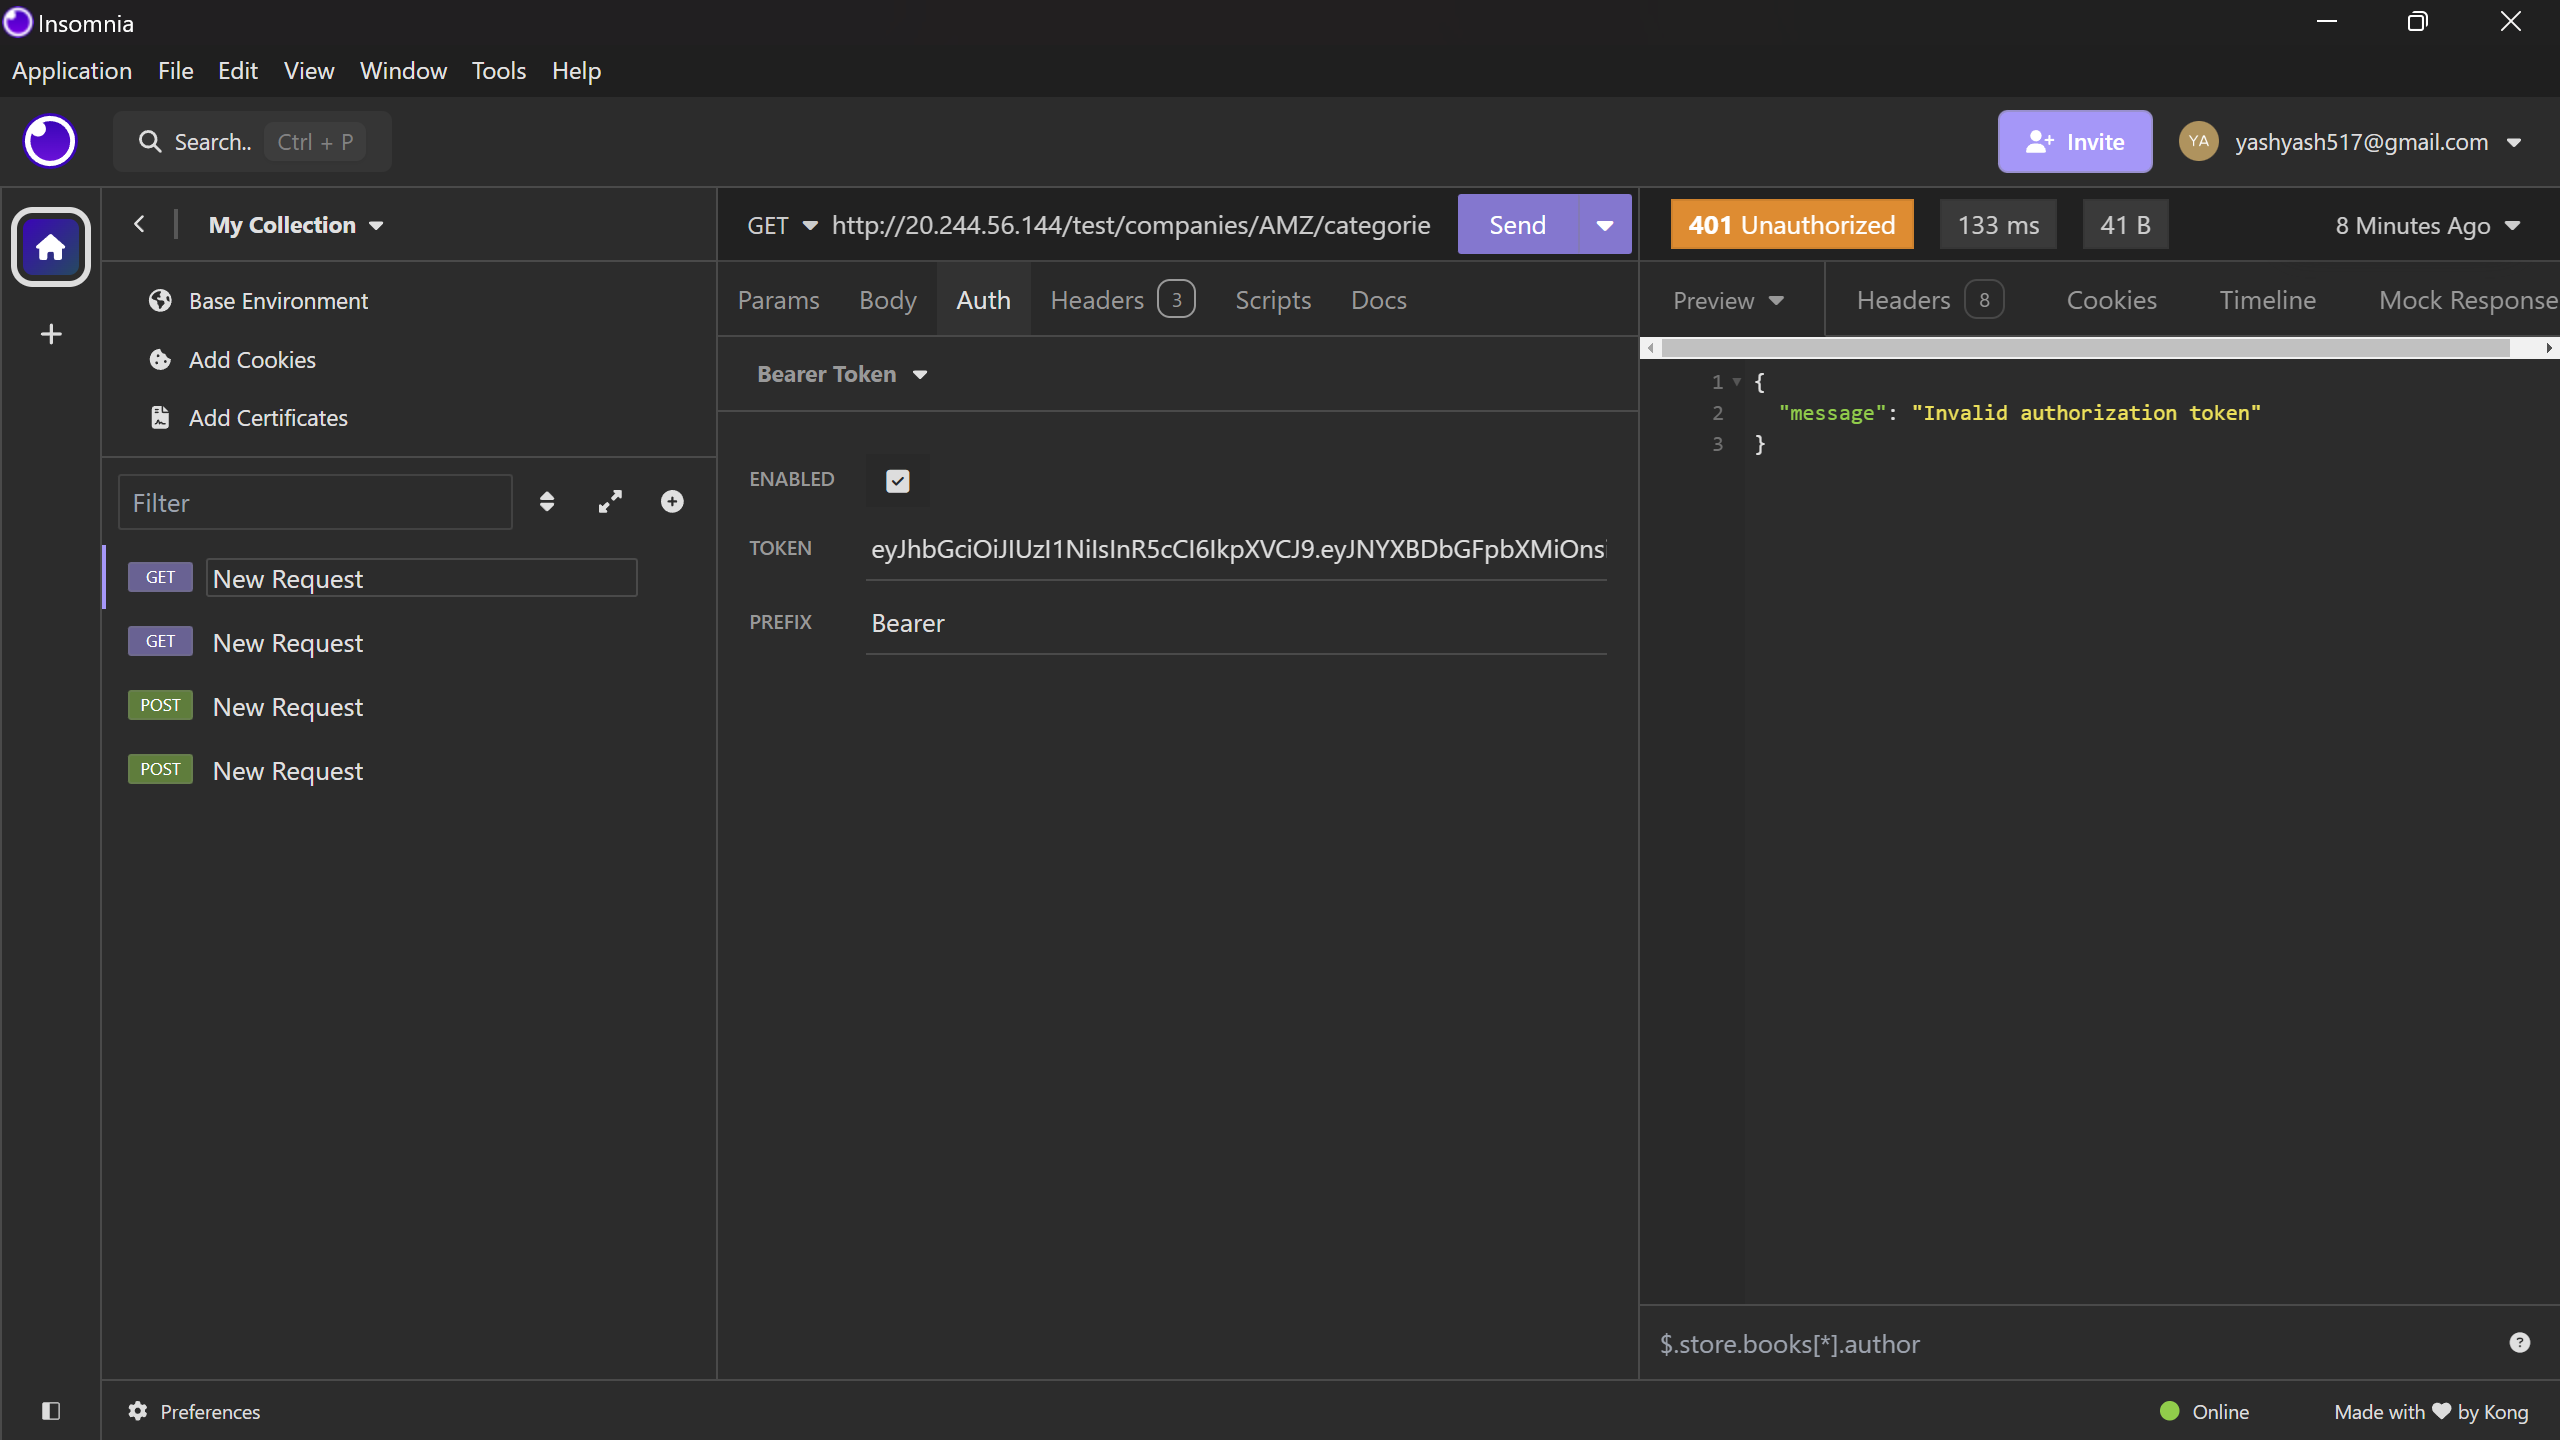 Insomnia
Application File Edit View Window Tools Help
Search.. Ctrl + P
Invite
YA yashyash517@gmail.com
My Collection
Base Environment
Add Cookies
Add Certificates
Filter
GET New Request
GET New Request
POST New Request
POST New Request
GET http://20.244.56.144/test/companies/AMZ/categorie Send
Params Body Auth Headers 3 Scripts Docs
Bearer Token
ENABLED
TOKEN eyJhbGciOiJIUzI1NiIsInR5cCI6IkpXVCJ9.eyJNYXBDbGFpbXMiOnsi
PREFIX Bearer
401 Unauthorized 133 ms 41 B 8 Minutes Ago
Preview Headers 8 Cookies Timeline Mock Response
1 {
2 "message": "Invalid authorization token"
3 }
$.store.books[*].author
Preferences
Online Made with ♥ by Kong